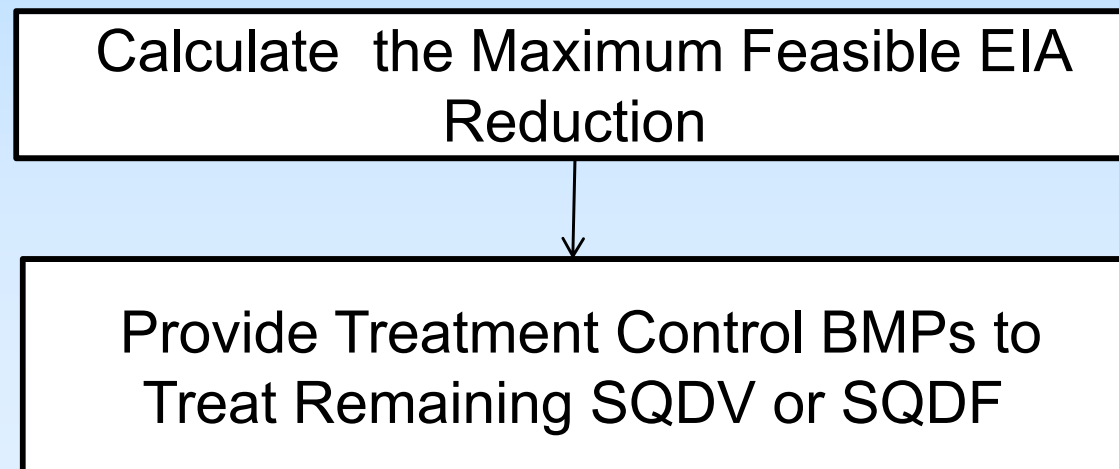 Calculate  the Maximum Feasible EIA
Reduction
Provide Treatment Control BMPs to
Treat Remaining SQDV or SQDF